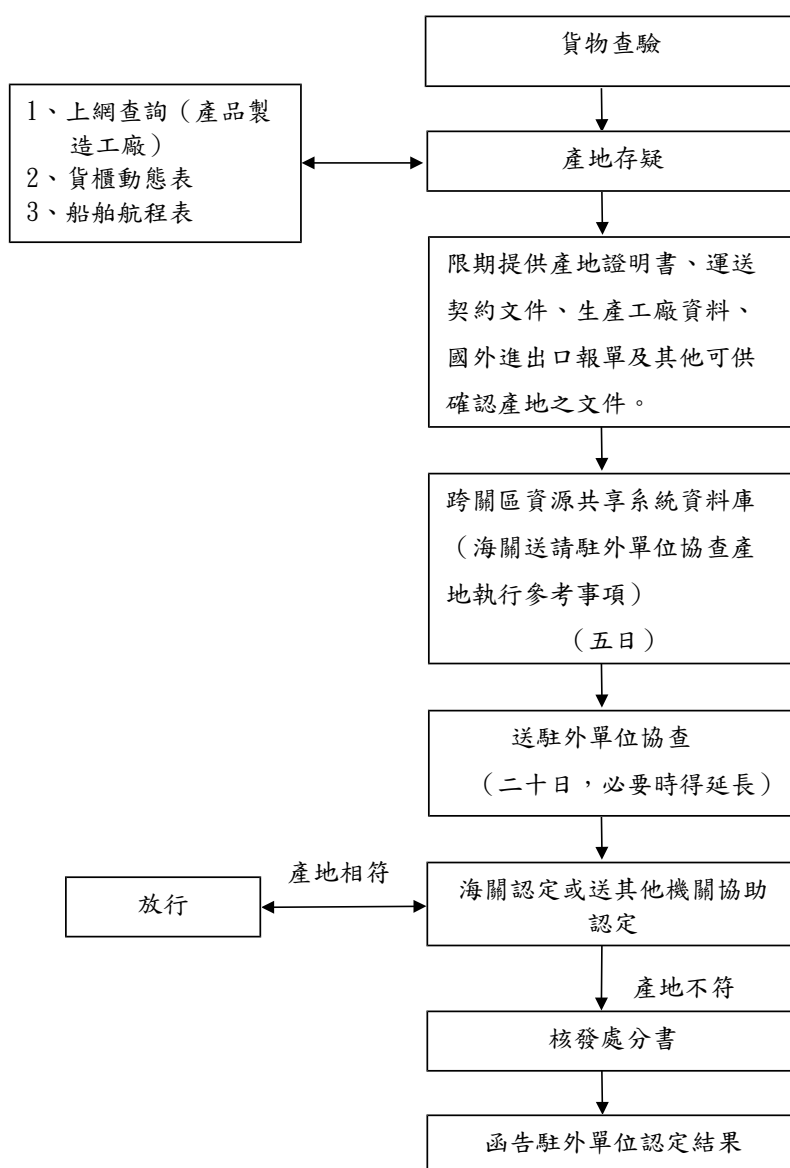 貨物查驗
1、上網查詢（產品製
造工廠）
2、貨櫃動態表
3、船舶航程表
產地存疑
限期提供產地證明書、運送
契約文件、生產工廠資料、
國外進出口報單及其他可供
確認產地之文件。
跨關區資源共享系統資料庫
（海關送請駐外單位協查產
地執行參考事項）
（五日）
送駐外單位協查
（二十日，必要時得延長）
產地相符
放行
海關認定或送其他機關協助
認定
產地不符
核發處分書
函告駐外單位認定結果